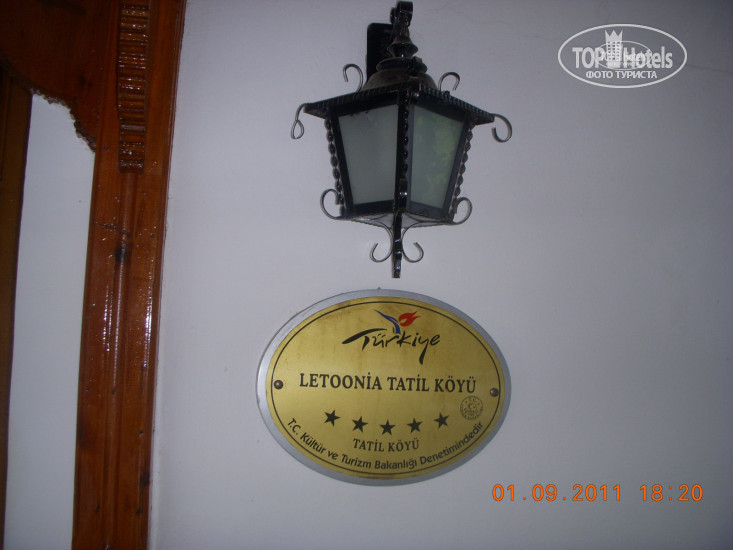 TOP Hotels
ФОТО ТУРИСТА
Türkiye
LETOONİA TATİL KÖYÜ
TATİL KÖYÜ
T.C. Kültür ve Turizm Bakanlığı Denetimindedir
01.09.2011 18:20